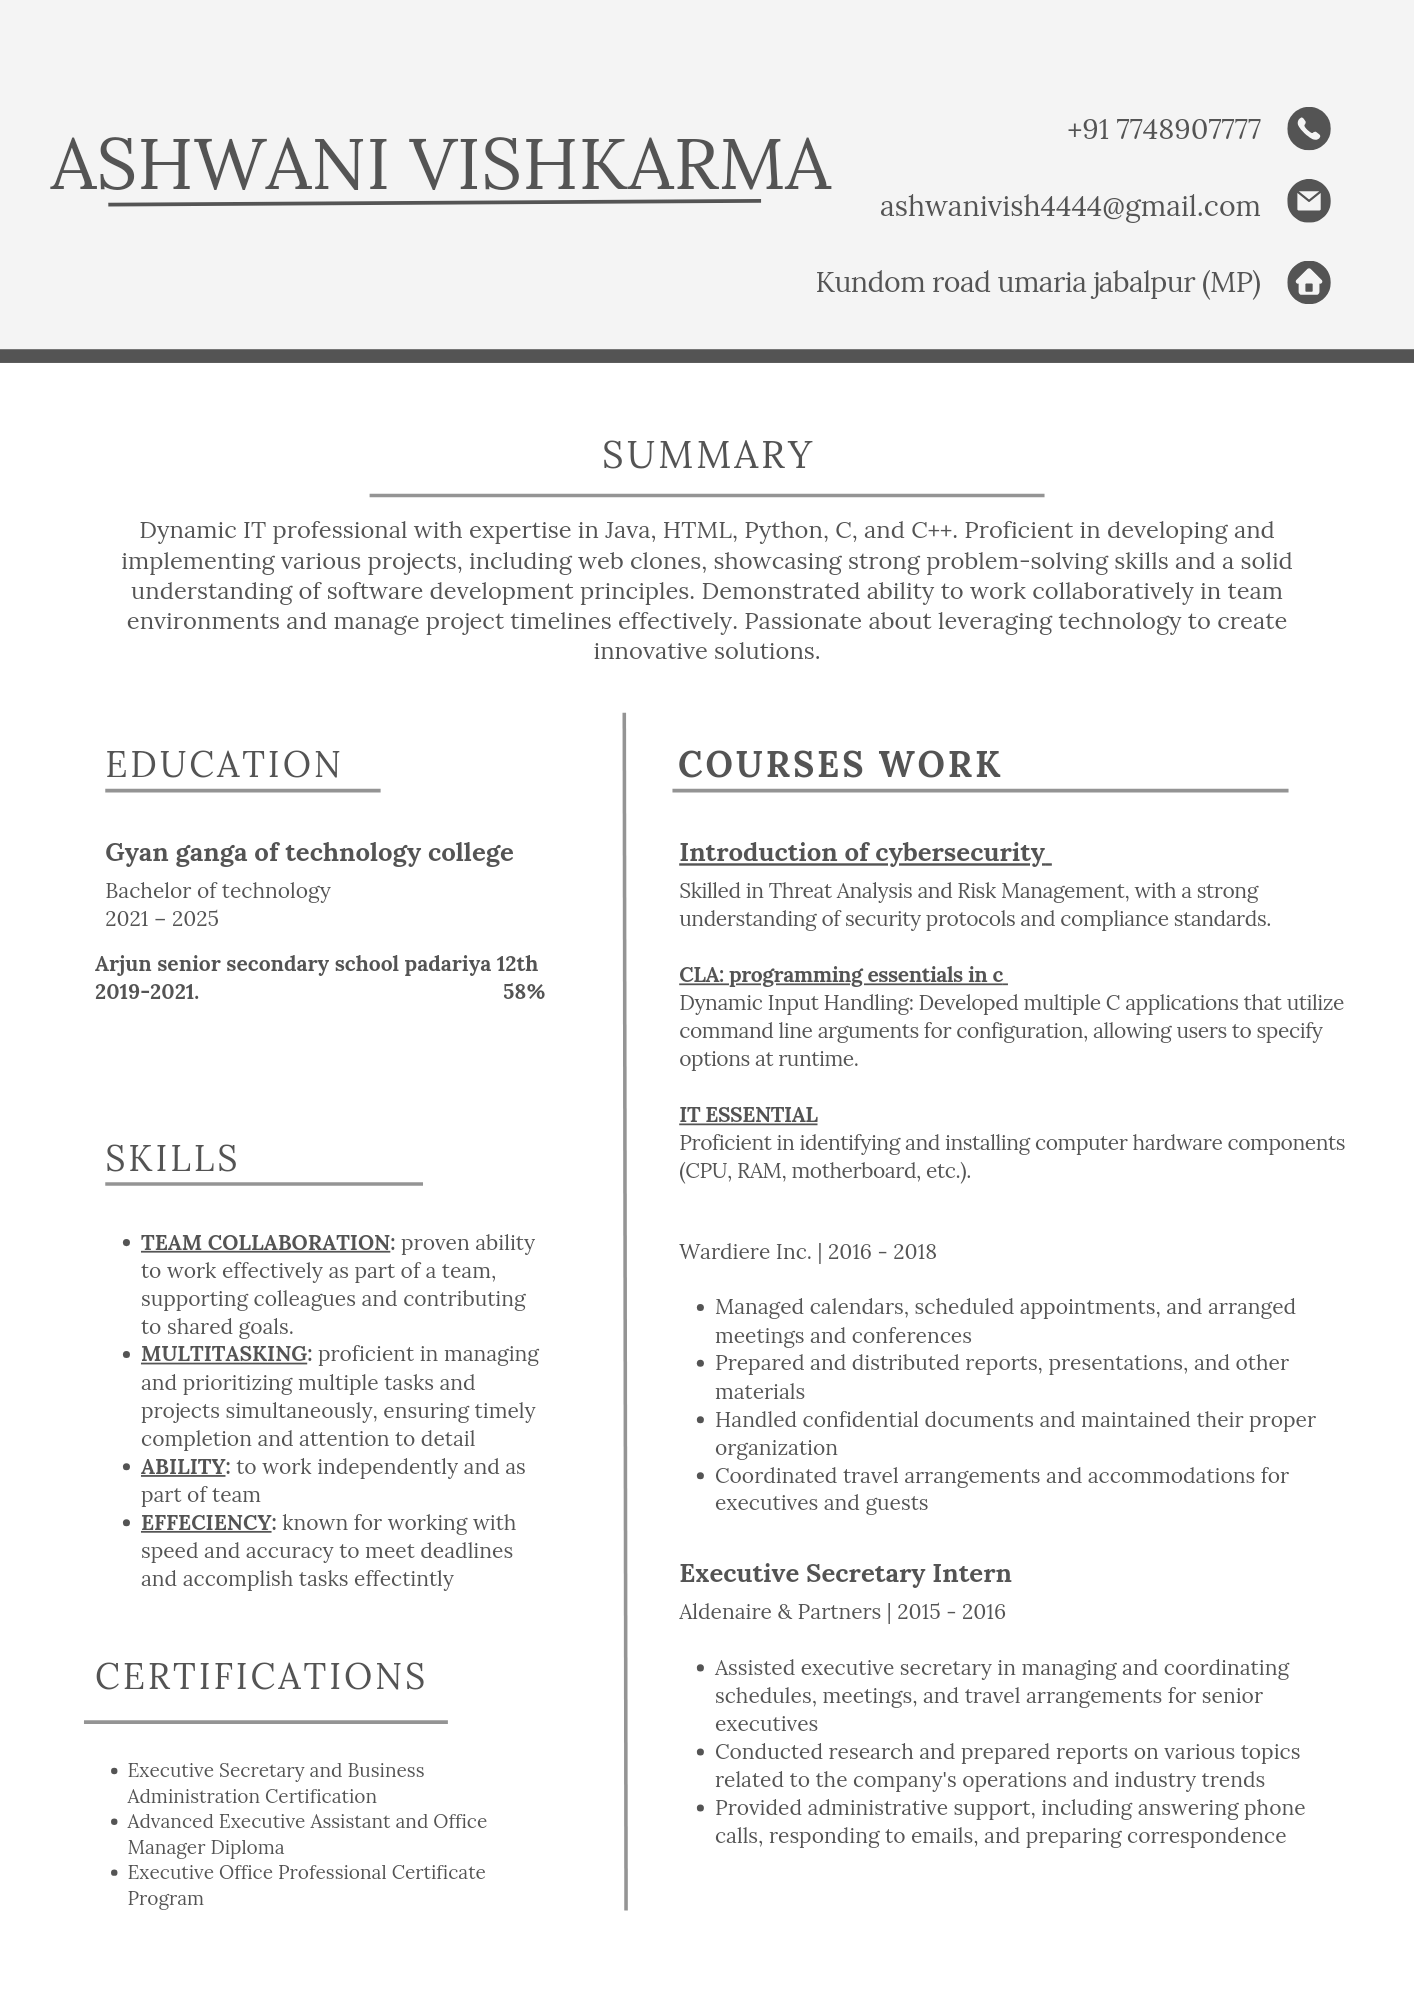 ASHWANI VISHKARMA
+91 7748907777
ashwanivish4444@gmail.com
Kundom road umaria jabalpur (MP)
SUMMARY
Dynamic IT professional with expertise in Java, HTML, Python, C, and C++. Proficient in developing and
implementing various projects, including web clones, showcasing strong problem-solving skills and a solid
understanding of software development principles. Demonstrated ability to work collaboratively in team
environments and manage project timelines effectively. Passionate about leveraging technology to create
innovative solutions.
EDUCATION
Gyan ganga of technology college
Bachelor of technology
2021 – 2025
Arjun senior secondary school padariya 12th
2019-2021. 58%
SKILLS
• TEAM COLLABORATION: proven ability
to work effectively as part of a team,
supporting colleagues and contributing
to shared goals.
• MULTITASKING: proficient in managing
and prioritizing multiple tasks and
projects simultaneously, ensuring timely
completion and attention to detail
• ABILITY: to work independently and as
part of team
• EFFECIENCY: known for working with
speed and accuracy to meet deadlines
and accomplish tasks effectintly
CERTIFICATIONS
• Executive Secretary and Business
Administration Certification
• Advanced Executive Assistant and Office
Manager Diploma
• Executive Office Professional Certificate
Program
COURSES WORK
Introduction of cybersecurity
Skilled in Threat Analysis and Risk Management, with a strong
understanding of security protocols and compliance standards.
CLA: programming essentials in c
Dynamic Input Handling: Developed multiple C applications that utilize
command line arguments for configuration, allowing users to specify
options at runtime.
IT ESSENTIAL
Proficient in identifying and installing computer hardware components
(CPU, RAM, motherboard, etc.).
Wardiere Inc. | 2016 - 2018
• Managed calendars, scheduled appointments, and arranged
meetings and conferences
• Prepared and distributed reports, presentations, and other
materials
• Handled confidential documents and maintained their proper
organization
• Coordinated travel arrangements and accommodations for
executives and guests
Executive Secretary Intern
Aldenaire & Partners | 2015 - 2016
• Assisted executive secretary in managing and coordinating
schedules, meetings, and travel arrangements for senior
executives
• Conducted research and prepared reports on various topics
related to the company's operations and industry trends
• Provided administrative support, including answering phone
calls, responding to emails, and preparing correspondence